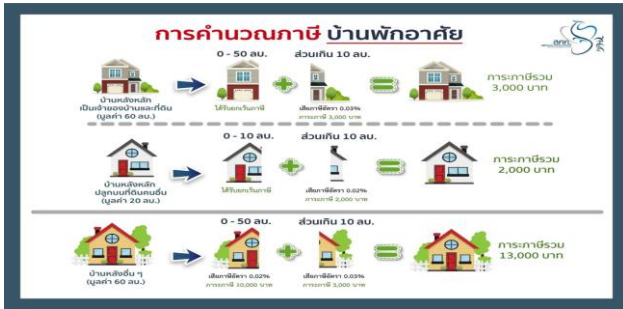 การคำนวณภาษี บ้านพักอาศัย
สศค.
0 - 50 ลบ. ส่วนเกิน 10 ลบ.
บ้านหลังหลัก
เป็นเจ้าของบ้านและที่ดิน
(มูลค่า 60 ลบ.)
ได้รับยกเว้นภาษี
เสียภาษีอัตรา 0.03%
ภาระภาษี 3,000 บาท
ภาระภาษีรวม
3,000 บาท
0 - 10 ลบ. ส่วนเกิน 10 ลบ.
บ้านหลังหลัก
ปลูกบนที่ดินคนอื่น
(มูลค่า 20 ลบ.)
ได้รับยกเว้นภาษี
เสียภาษีอัตรา 0.02%
ภาระภาษี 2,000 บาท
ภาระภาษีรวม
2,000 บาท
0 - 50 ลบ. ส่วนเกิน 10 ลบ.
บ้านหลังอื่น ๆ
(มูลค่า 60 ลบ.)
เสียภาษีอัตรา 0.02%
ภาระภาษี 10,000 บาท
เสียภาษีอัตรา 0.03%
ภาระภาษี 3,000 บาท
ภาระภาษีรวม
13,000 บาท